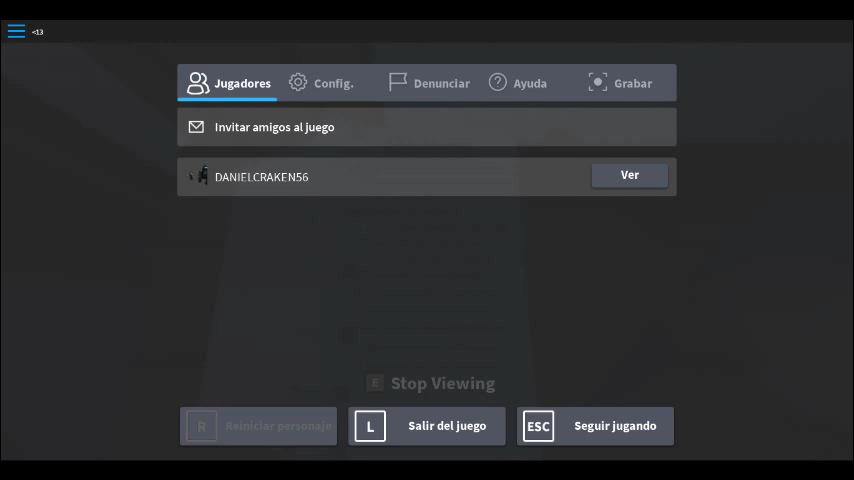 <13
Jugadores Config. Denunciar Ayuda Grabar
Invitar amigos al juego
DANIELCRAKEN56 Ver
E Stop Viewing
R Reiniciar personaje L Salir del juego ESC Seguir jugando